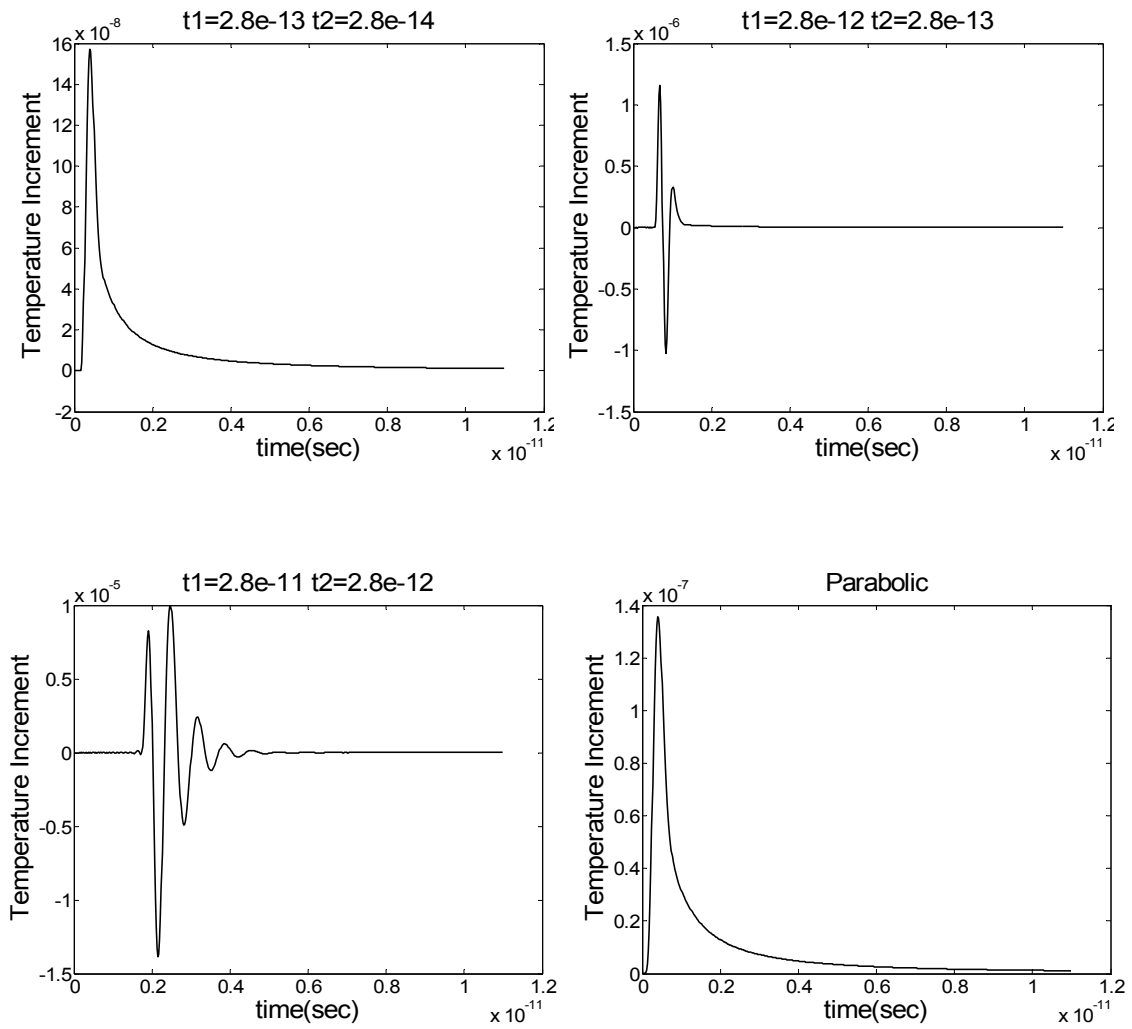 t1=2.8e-13 t2=2.8e-14
x 10-8
16
14
12
10
8
6
4
2
0
-2
Temperature Increment
0 0.2 0.4 0.6 0.8 1 1.2
time(sec)
x 10-11
t1=2.8e-12 t2=2.8e-13
x 10-6
1.5
1
0.5
0
-0.5
-1
-1.5
Temperature Increment
0 0.2 0.4 0.6 0.8 1 1.2
time(sec)
x 10-11
t1=2.8e-11 t2=2.8e-12
x 10-5
1
0.5
0
-0.5
-1
-1.5
Temperature Increment
0 0.2 0.4 0.6 0.8 1 1.2
time(sec)
x 10-11
Parabolic
x 10-7
1.4
1.2
1
0.8
0.6
0.4
0.2
0
Temperature Increment
0 0.2 0.4 0.6 0.8 1 1.2
time(sec)
x 10-11